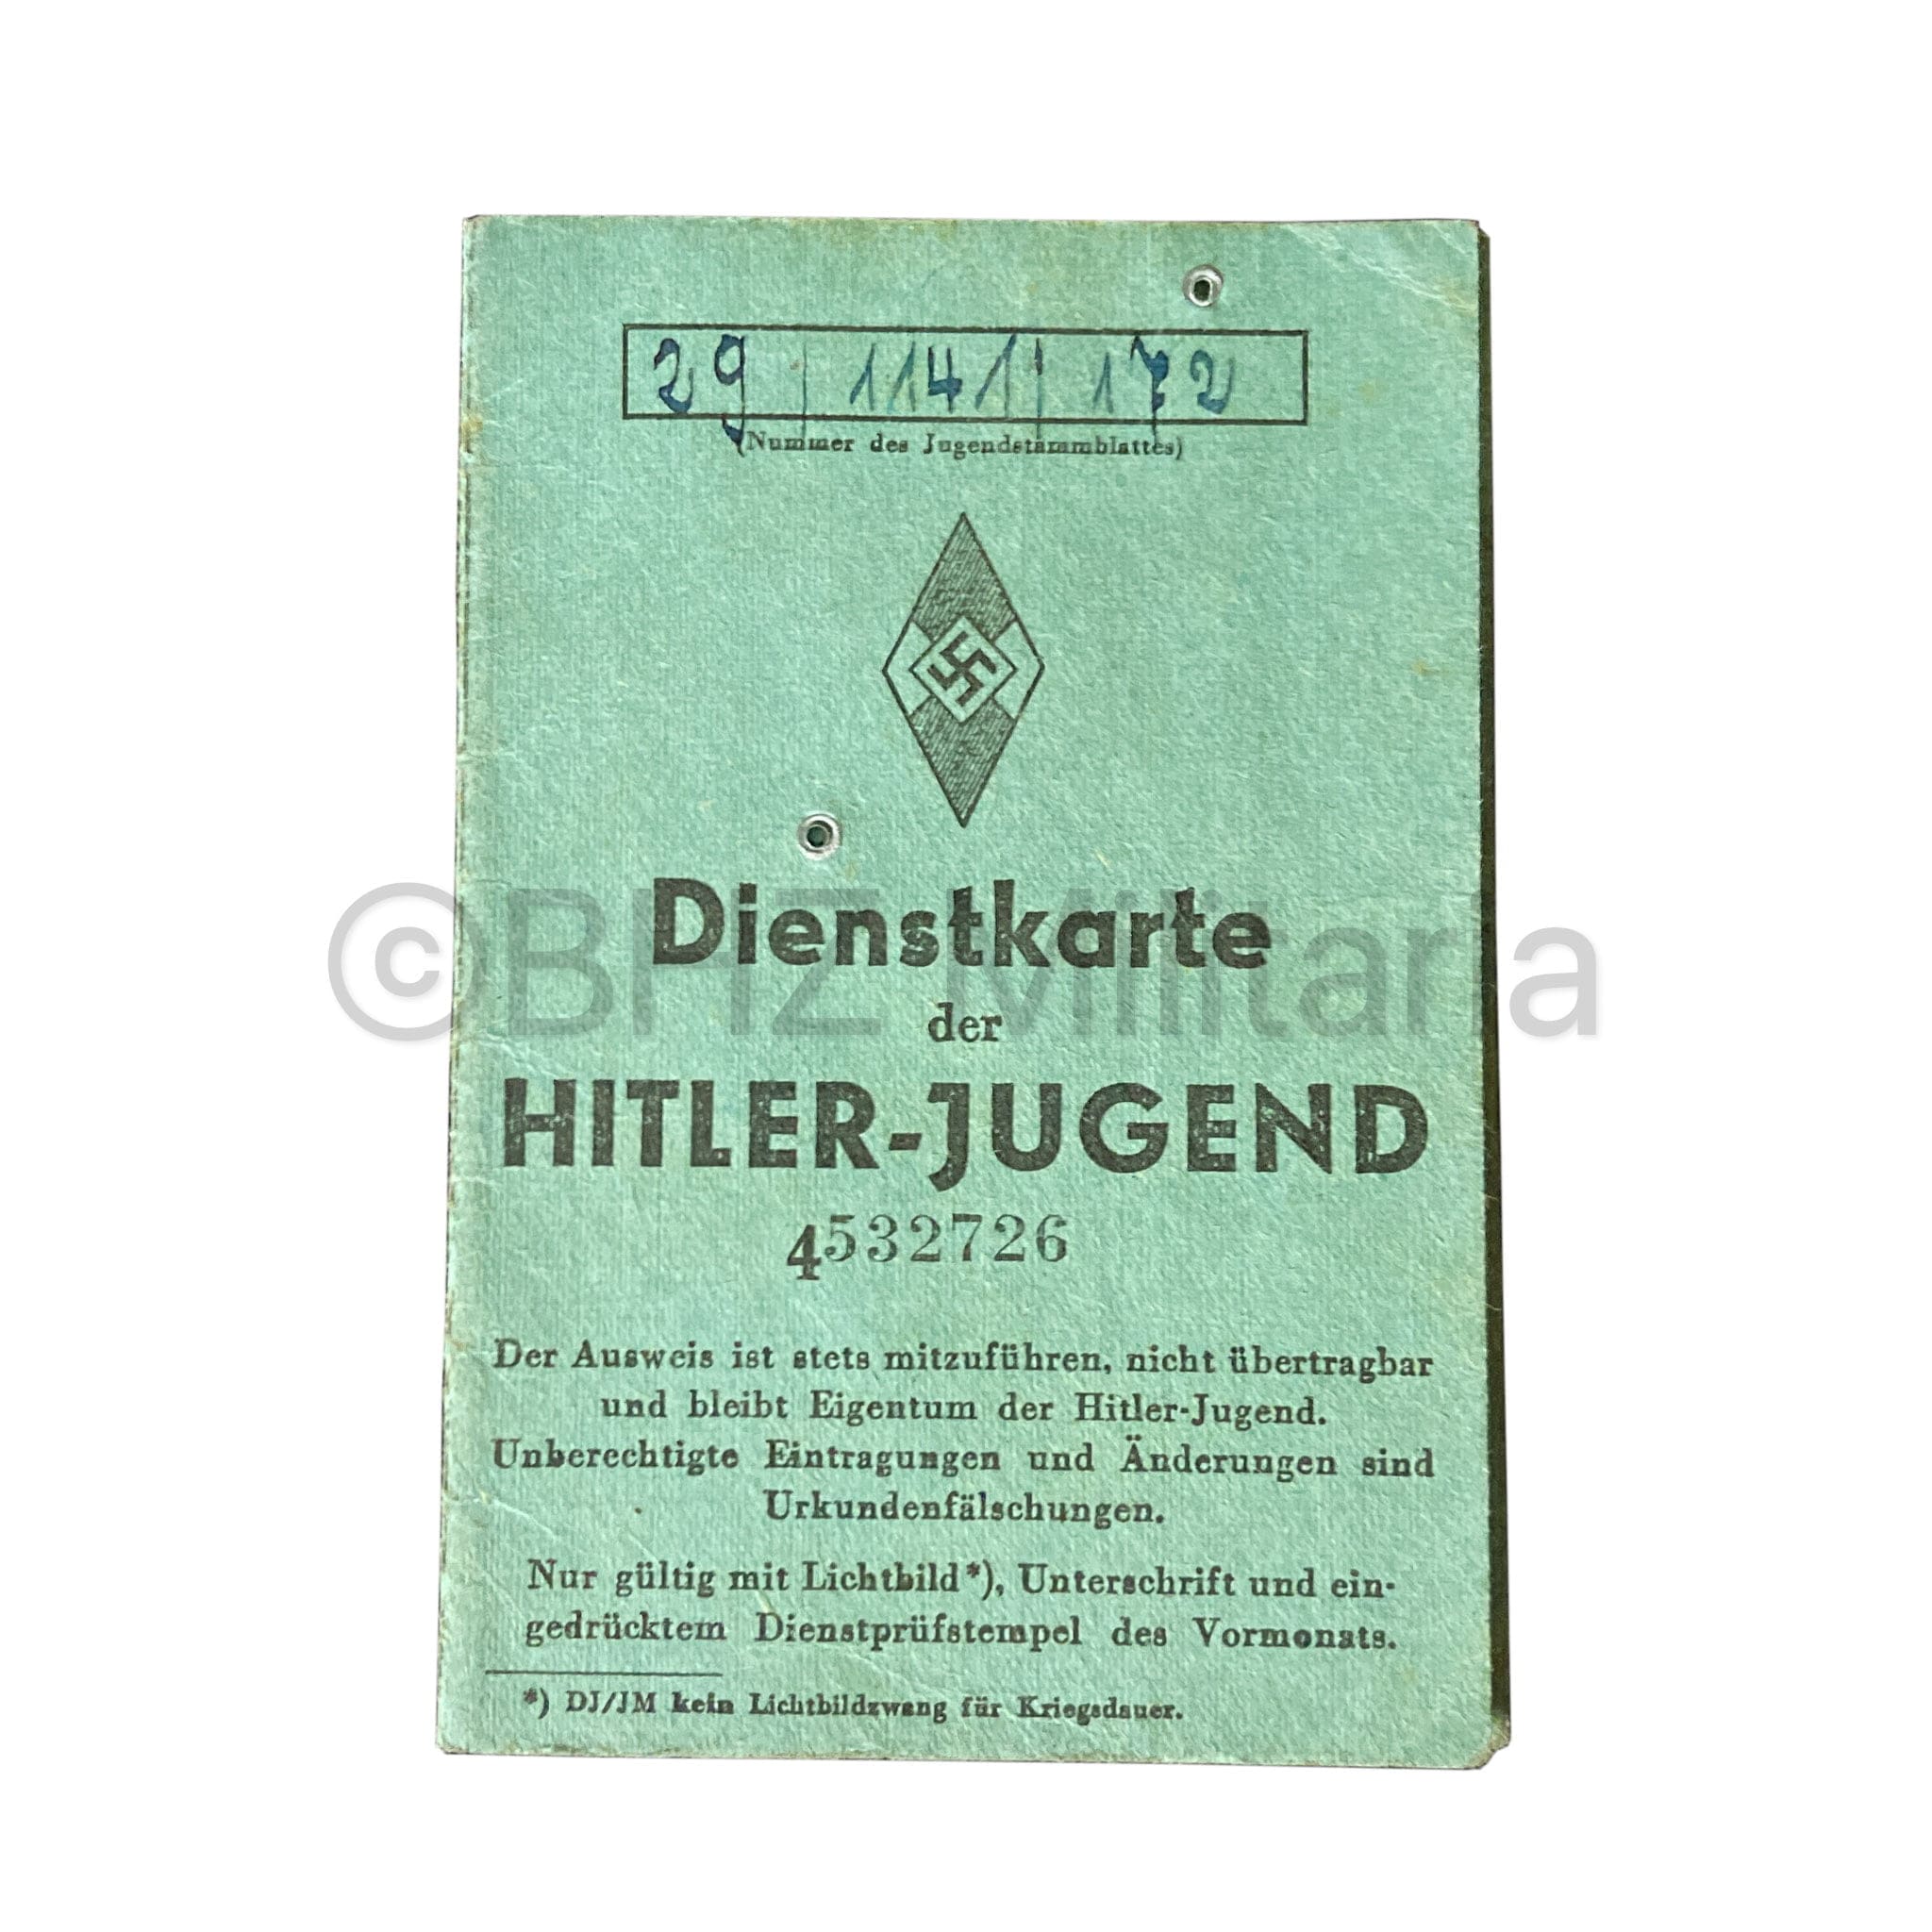 29 | 1141 | 172
(Nummer des Jugendstammblattes)
Dienstkarte
©BHZ Militaria
der
HITLER-JUGEND
4532726
Der Ausweis ist stets mitzuführen, nicht übertragbar
und bleibt Eigentum der Hitler-Jugend.
Unberechtigte Eintragungen und Änderungen sind
Urkundenfälschungen.
Nur gültig mit Lichtbild*), Unterschrift und ein-
gedrücktem Dienstprüfstempel des Vormonats.
*) DJ/JM kein Lichtbildzwang für Kriegsdauer.